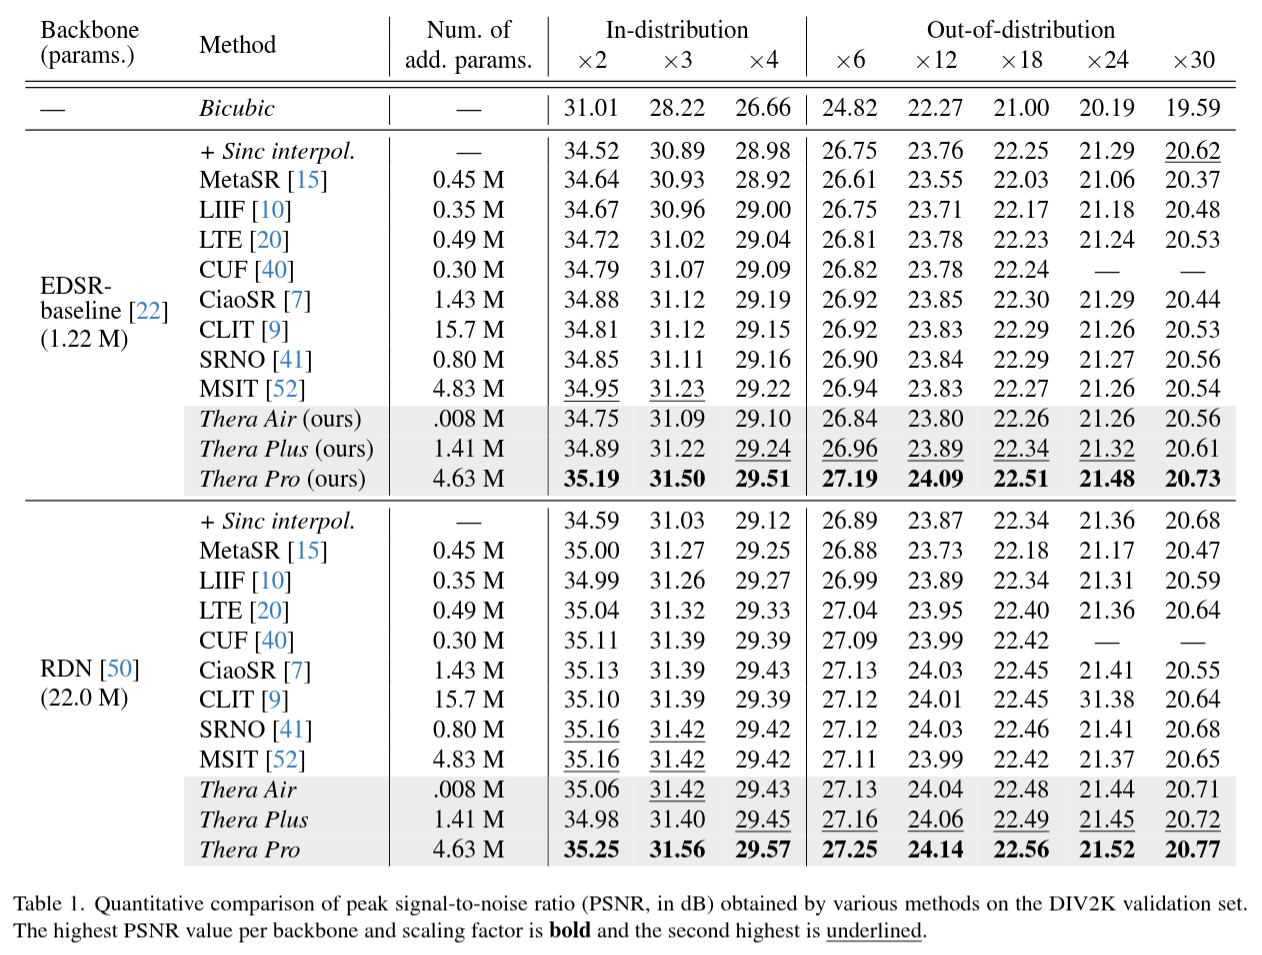 Backbone (params.) Method Num. of add. params. In-distribution Out-of-distribution
×2 ×3 ×4 ×6 ×12 ×18 ×24 ×30
— Bicubic — 31.01 28.22 26.66 24.82 22.27 21.00 20.19 19.59
EDSR-baseline [22] (1.22 M)
+ Sinc interpol. — 34.52 30.89 28.98 26.75 23.76 22.25 21.29 20.62
MetaSR [15] 0.45 M 34.64 30.93 28.92 26.61 23.55 22.03 21.06 20.37
LIIF [10] 0.35 M 34.67 30.96 29.00 26.75 23.71 22.17 21.18 20.48
LTE [20] 0.49 M 34.72 31.02 29.04 26.81 23.78 22.23 21.24 20.53
CUF [40] 0.30 M 34.79 31.07 29.09 26.82 23.78 22.24 — —
CiaoSR [7] 1.43 M 34.88 31.12 29.19 26.92 23.85 22.30 21.29 20.44
CLIT [9] 15.7 M 34.81 31.12 29.15 26.92 23.83 22.29 21.26 20.53
SRNO [41] 0.80 M 34.85 31.11 29.16 26.90 23.84 22.29 21.27 20.56
MSIT [52] 4.83 M 34.95 31.23 29.22 26.94 23.83 22.27 21.26 20.54
Thera Air (ours) .008 M 34.75 31.09 29.10 26.84 23.80 22.26 21.26 20.56
Thera Plus (ours) 1.41 M 34.89 31.22 29.24 26.96 23.89 22.34 21.32 20.61
Thera Pro (ours) 4.63 M 35.19 31.50 29.51 27.19 24.09 22.51 21.48 20.73
RDN [50] (22.0 M)
+ Sinc interpol. — 34.59 31.03 29.12 26.89 23.87 22.34 21.36 20.68
MetaSR [15] 0.45 M 35.00 31.27 29.25 26.88 23.73 22.18 21.17 20.47
LIIF [10] 0.35 M 34.99 31.26 29.27 26.99 23.89 22.34 21.31 20.59
LTE [20] 0.49 M 35.04 31.32 29.33 27.04 23.95 22.40 21.36 20.64
CUF [40] 0.30 M 35.11 31.39 29.39 27.09 23.99 22.42 — —
CiaoSR [7] 1.43 M 35.13 31.39 29.43 27.13 24.03 22.45 21.41 20.55
CLIT [9] 15.7 M 35.10 31.39 29.39 27.12 24.01 22.45 31.38 20.64
SRNO [41] 0.80 M 35.16 31.42 29.42 27.12 24.03 22.46 21.41 20.68
MSIT [52] 4.83 M 35.16 31.42 29.42 27.11 23.99 22.42 21.37 20.65
Thera Air .008 M 35.06 31.42 29.43 27.13 24.04 22.48 21.44 20.71
Thera Plus 1.41 M 34.98 31.40 29.45 27.16 24.06 22.49 21.45 20.72
Thera Pro 4.63 M 35.25 31.56 29.57 27.25 24.14 22.56 21.52 20.77
Table 1. Quantitative comparison of peak signal-to-noise ratio (PSNR, in dB) obtained by various methods on the DIV2K validation set.
The highest PSNR value per backbone and scaling factor is bold and the second highest is underlined.